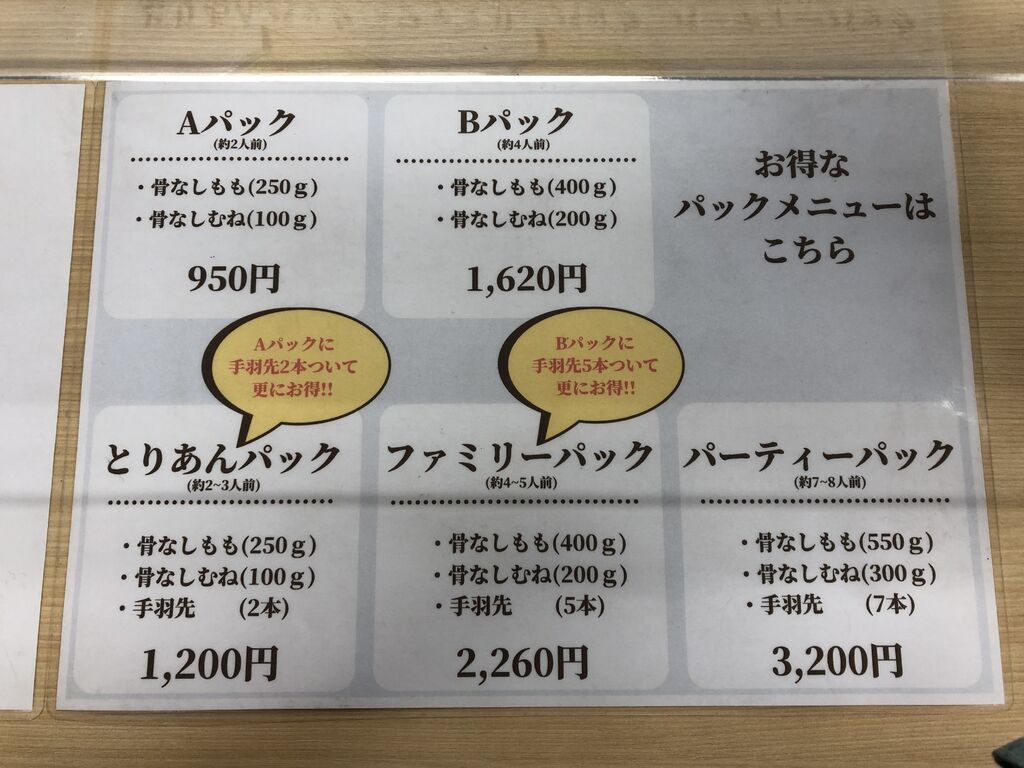 Aパック
(約2人前)
・骨なしもも(250ｇ)
・骨なしむね(100ｇ)
950円
Bパック
(約4人前)
・骨なしもも(400ｇ)
・骨なしむね(200ｇ)
1,620円
お得な
パックメニューは
こちら
Aパックに
手羽先2本ついて
更にお得!!
Bパックに
手羽先5本ついて
更にお得!!
とりあんパック
(約2~3人前)
・骨なしもも(250ｇ)
・骨なしむね(100ｇ)
・手羽先　　(2本)
1,200円
ファミリーパック
(約4~5人前)
・骨なしもも(400ｇ)
・骨なしむね(200ｇ)
・手羽先　　(5本)
2,260円
パーティーパック
(約7~8人前)
・骨なしもも(550ｇ)
・骨なしむね(300ｇ)
・手羽先　　(7本)
3,200円